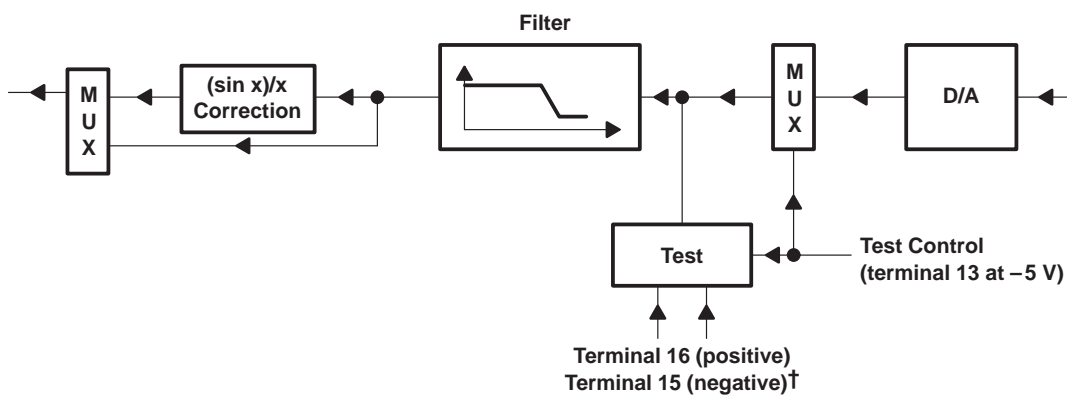 Filter
M
U
X
(sin x)/x
Correction
M
U
X
D/A
Test
Test Control
(terminal 13 at –5 V)
Terminal 16 (positive)
Terminal 15 (negative)†